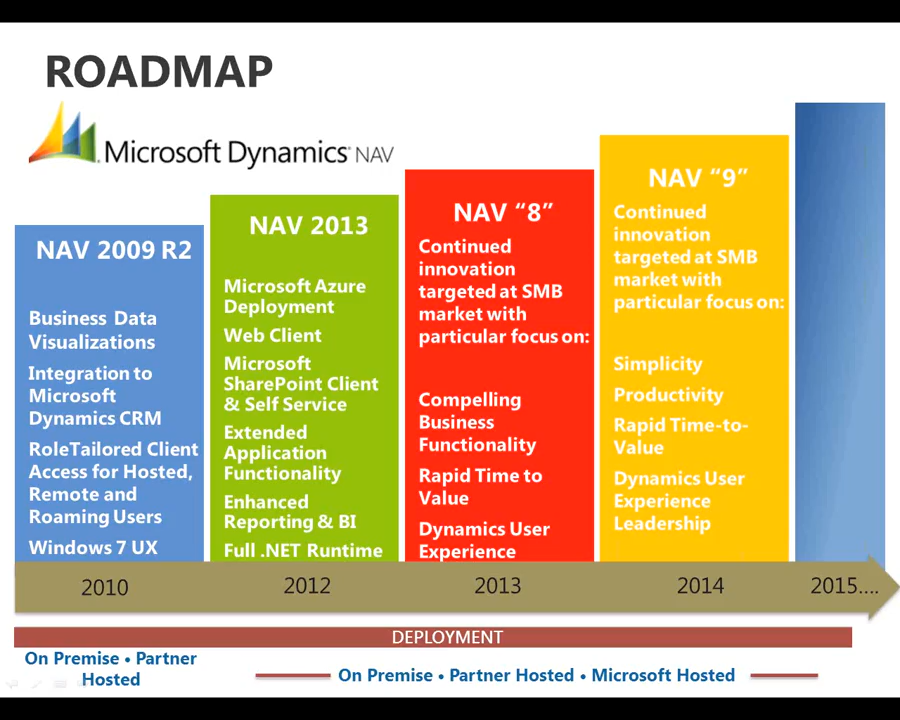 ROADMAP
Microsoft Dynamics® NAV
NAV 2009 R2
Business Data
Visualizations
Integration to
Microsoft
Dynamics CRM
RoleTailored Client
Access for Hosted,
Remote and
Roaming Users
Windows 7 UX
NAV 2013
Microsoft Azure
Deployment
Web Client
Microsoft
SharePoint Client
& Self Service
Extended
Application
Functionality
Enhanced
Reporting & BI
Full .NET Runtime
NAV “8”
Continued
innovation
targeted at SMB
market with
particular focus on:
Compelling
Business
Functionality
Rapid Time to
Value
Dynamics User
Experience
NAV “9”
Continued
innovation
targeted at SMB
market with
particular focus on:
Simplicity
Productivity
Rapid Time-to-
Value
Dynamics User
Experience
Leadership
2010
2012
2013
2014
2015....
DEPLOYMENT
On Premise • Partner
Hosted
On Premise • Partner Hosted • Microsoft Hosted